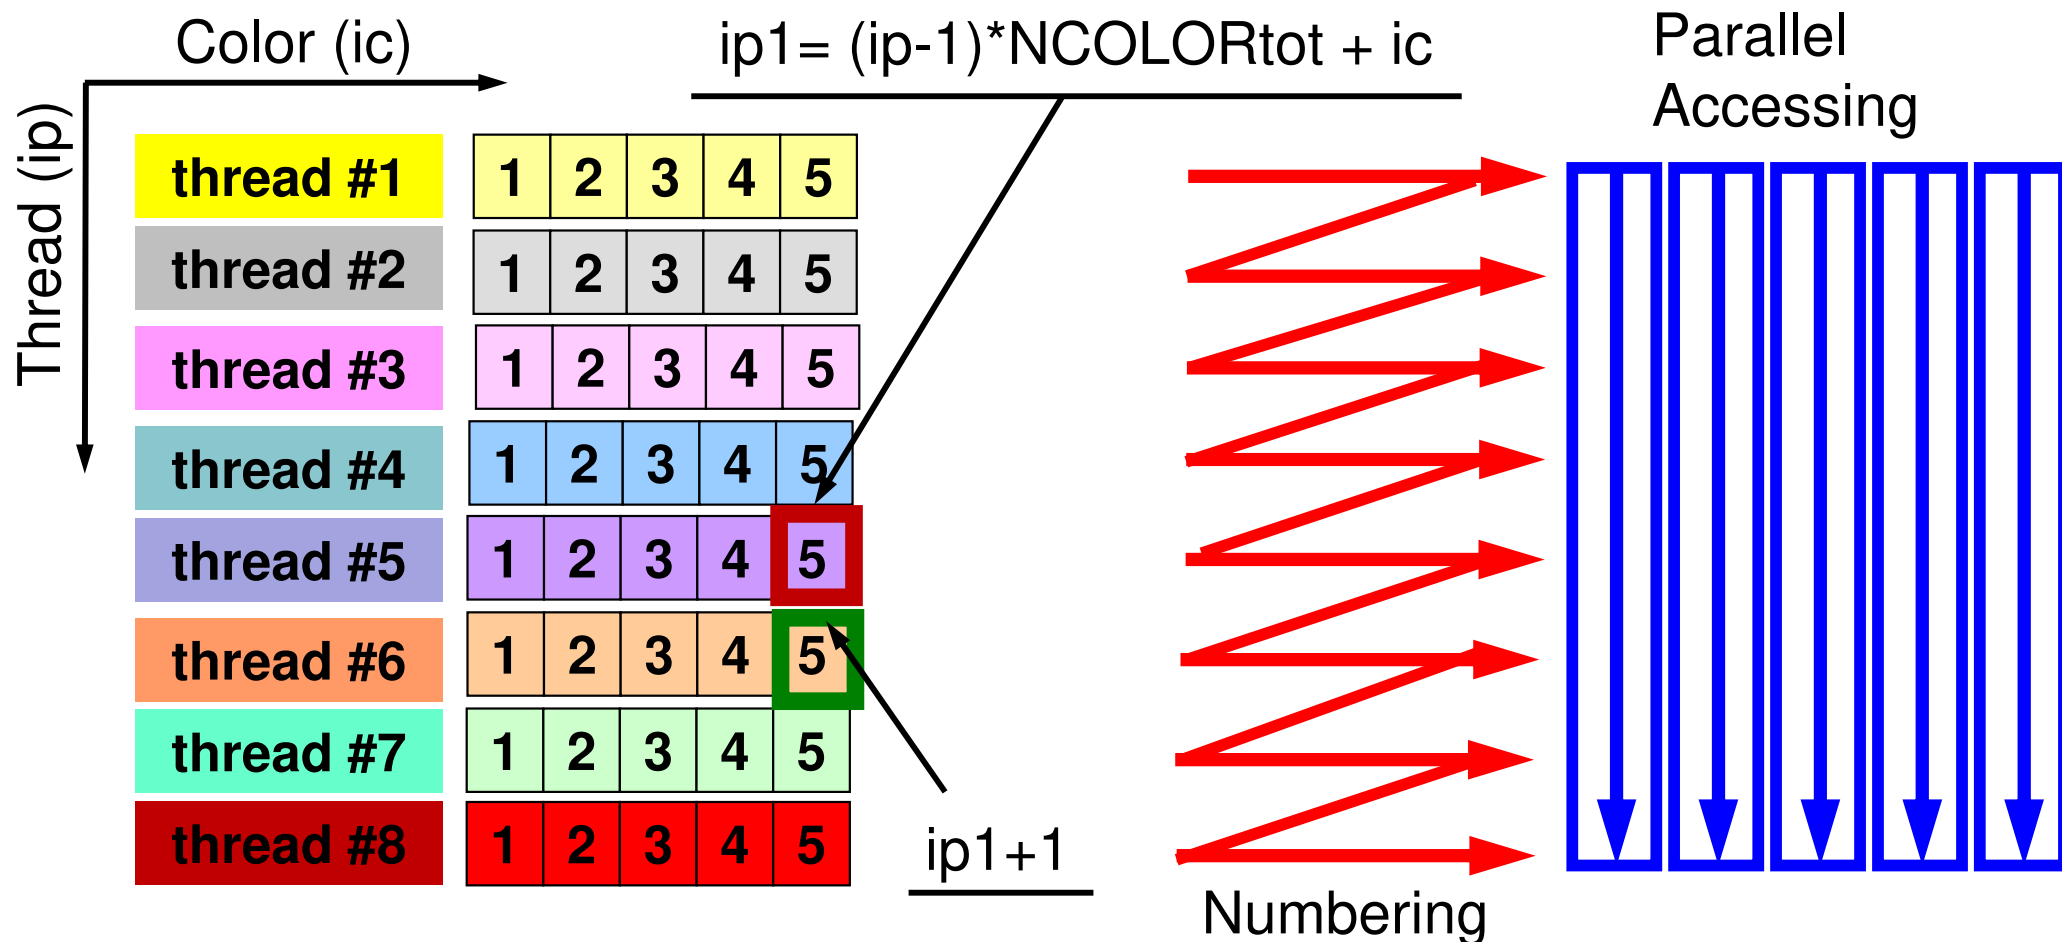 Color (ic)
ip1= (ip-1)*NCOLORtot + ic
Parallel
Accessing
Thread (ip)
thread #1 1 2 3 4 5
thread #2 1 2 3 4 5
thread #3 1 2 3 4 5
thread #4 1 2 3 4 5
thread #5 1 2 3 4 5
thread #6 1 2 3 4 5
thread #7 1 2 3 4 5
thread #8 1 2 3 4 5
ip1+1
Numbering